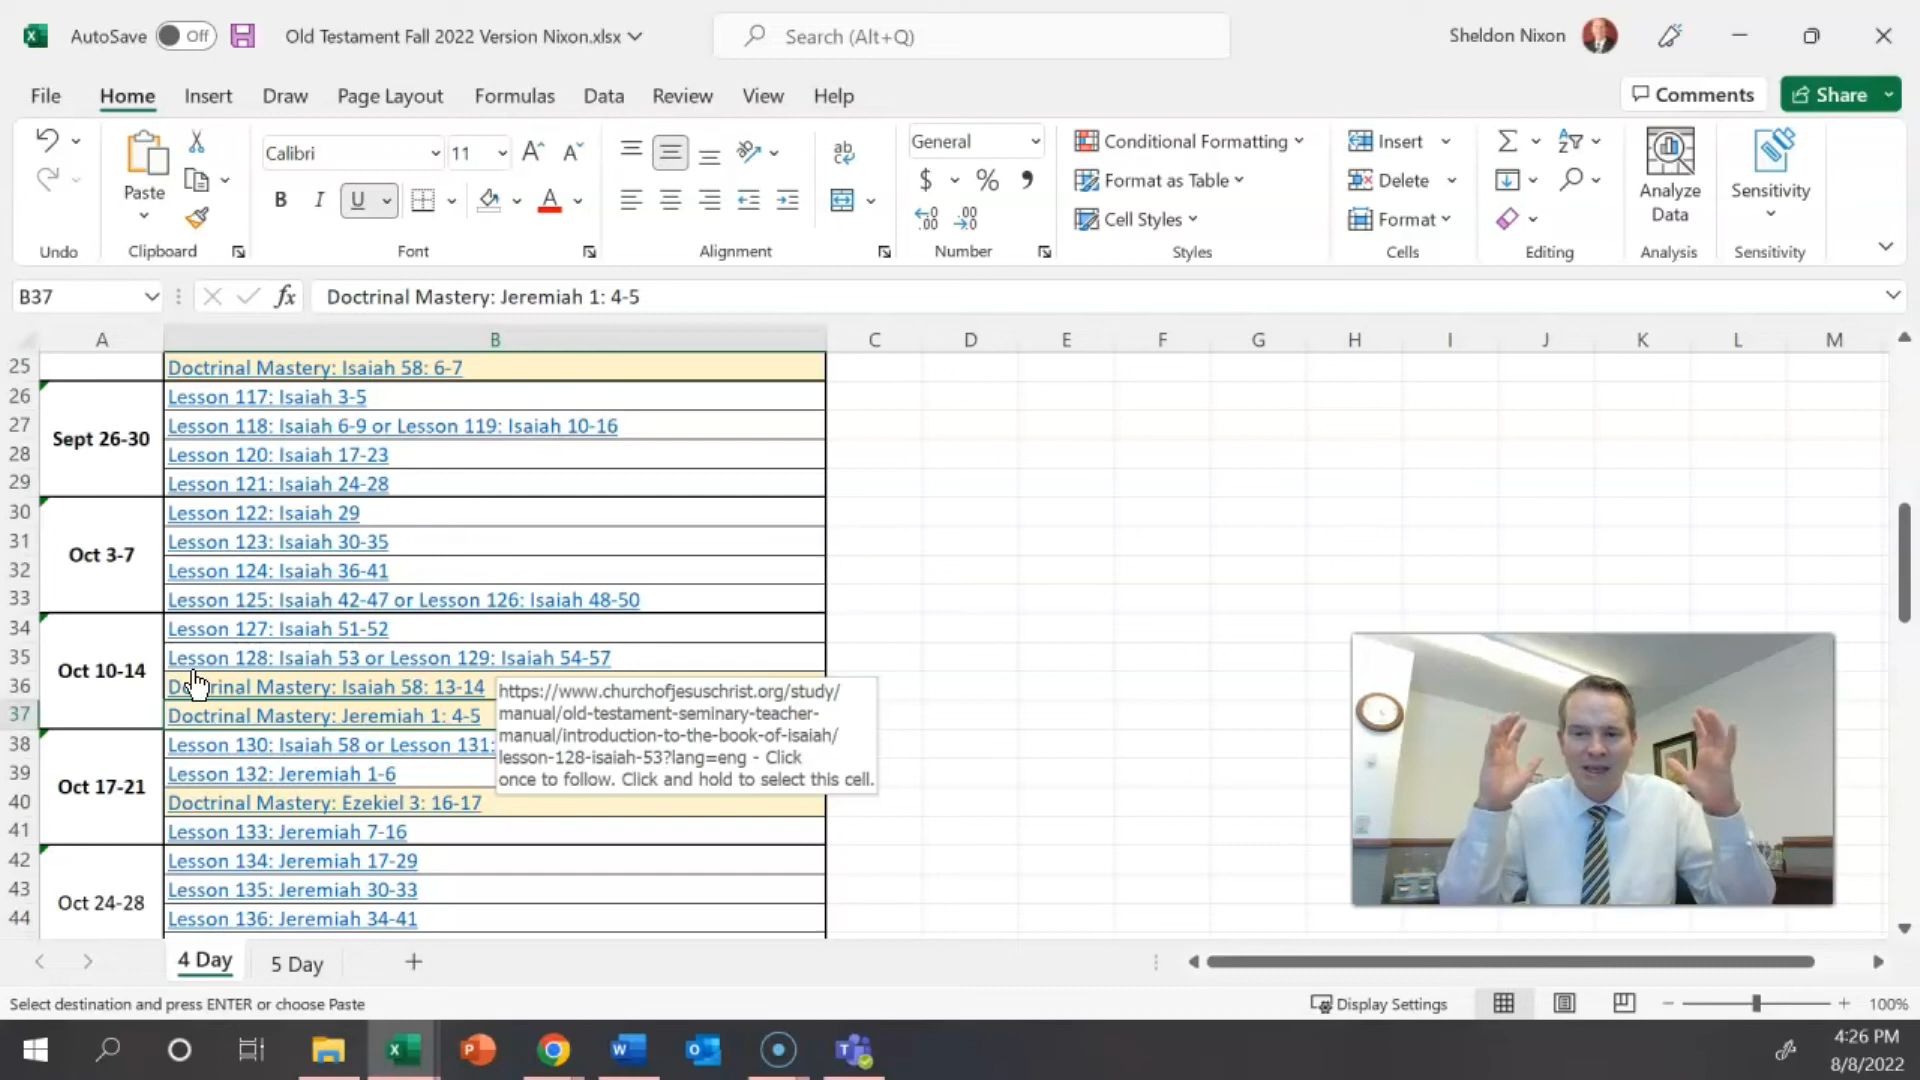 AutoSave Off Old Testament Fall 2022 Version Nixon.xlsx Search (Alt+Q) Sheldon Nixon
File Home Insert Draw Page Layout Formulas Data Review View Help Comments Share
Calibri 11 General Conditional Formatting Insert
Paste Format as Table Delete Analyze Data Sensitivity
Cell Styles Format
Undo Clipboard Font Alignment Number Styles Cells Editing Analysis Sensitivity
B37 fx Doctrinal Mastery: Jeremiah 1: 4-5
A B C D E F G H I J K L M
25 Doctrinal Mastery: Isaiah 58: 6-7
26 Lesson 117: Isaiah 3-5
27 Lesson 118: Isaiah 6-9 or Lesson 119: Isaiah 10-16
Sept 26-30
28 Lesson 120: Isaiah 17-23
29 Lesson 121: Isaiah 24-28
30 Lesson 122: Isaiah 29
31 Lesson 123: Isaiah 30-35
Oct 3-7
32 Lesson 124: Isaiah 36-41
33 Lesson 125: Isaiah 42-47 or Lesson 126: Isaiah 48-50
34 Lesson 127: Isaiah 51-52
35 Lesson 128: Isaiah 53 or Lesson 129: Isaiah 54-57
Oct 10-14
36 Doctrinal Mastery: Isaiah 58: 13-14
37 Doctrinal Mastery: Jeremiah 1: 4-5
https://www.churchofjesuschrist.org/study/
manual/old-testament-seminary-teacher-
manual/introduction-to-the-book-of-isaiah/
lesson-128-isaiah-53?lang=eng - Click
once to follow. Click and hold to select this cell.
38 Lesson 130: Isaiah 58 or Lesson 131:
39 Lesson 132: Jeremiah 1-6
Oct 17-21
40 Doctrinal Mastery: Ezekiel 3: 16-17
41 Lesson 133: Jeremiah 7-16
42 Lesson 134: Jeremiah 17-29
43 Lesson 135: Jeremiah 30-33
Oct 24-28
44 Lesson 136: Jeremiah 34-41
4 Day 5 Day
Select destination and press ENTER or choose Paste Display Settings 100%
4:26 PM
8/8/2022